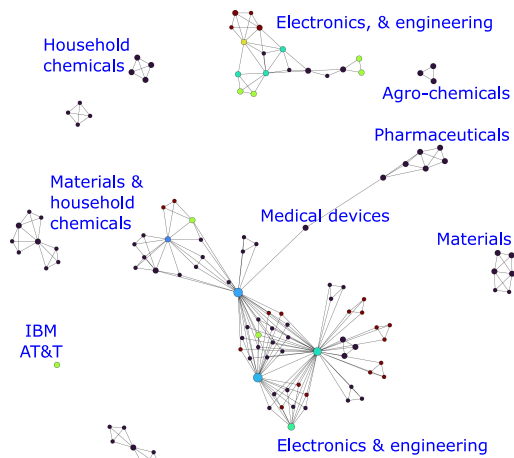 Electronics, & engineering
Household
chemicals
Agro-chemicals
Pharmaceuticals
Materials &
household
chemicals
Medical devices
Materials
IBM
AT&T
Electronics & engineering